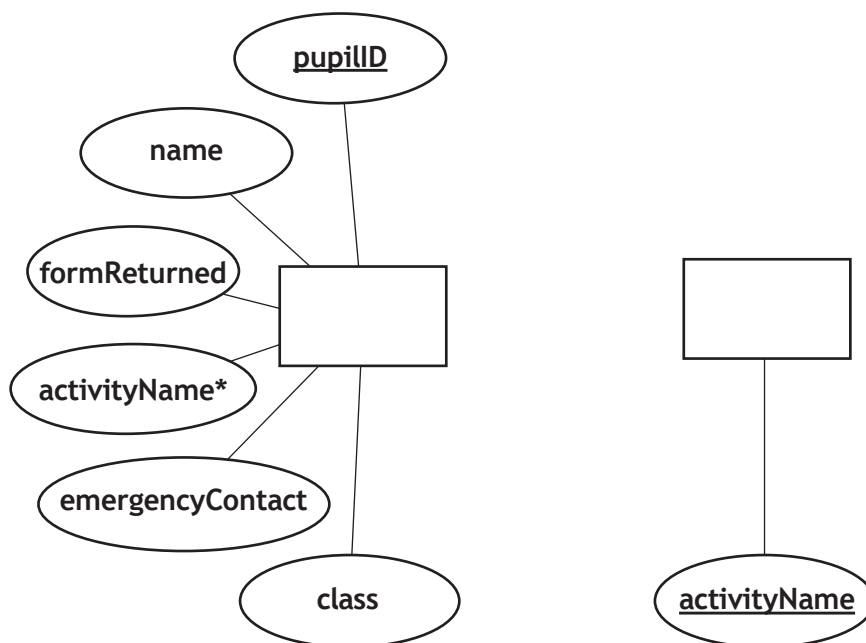 pupilID
name
formReturned
activityName*
emergencyContact
class
activityName